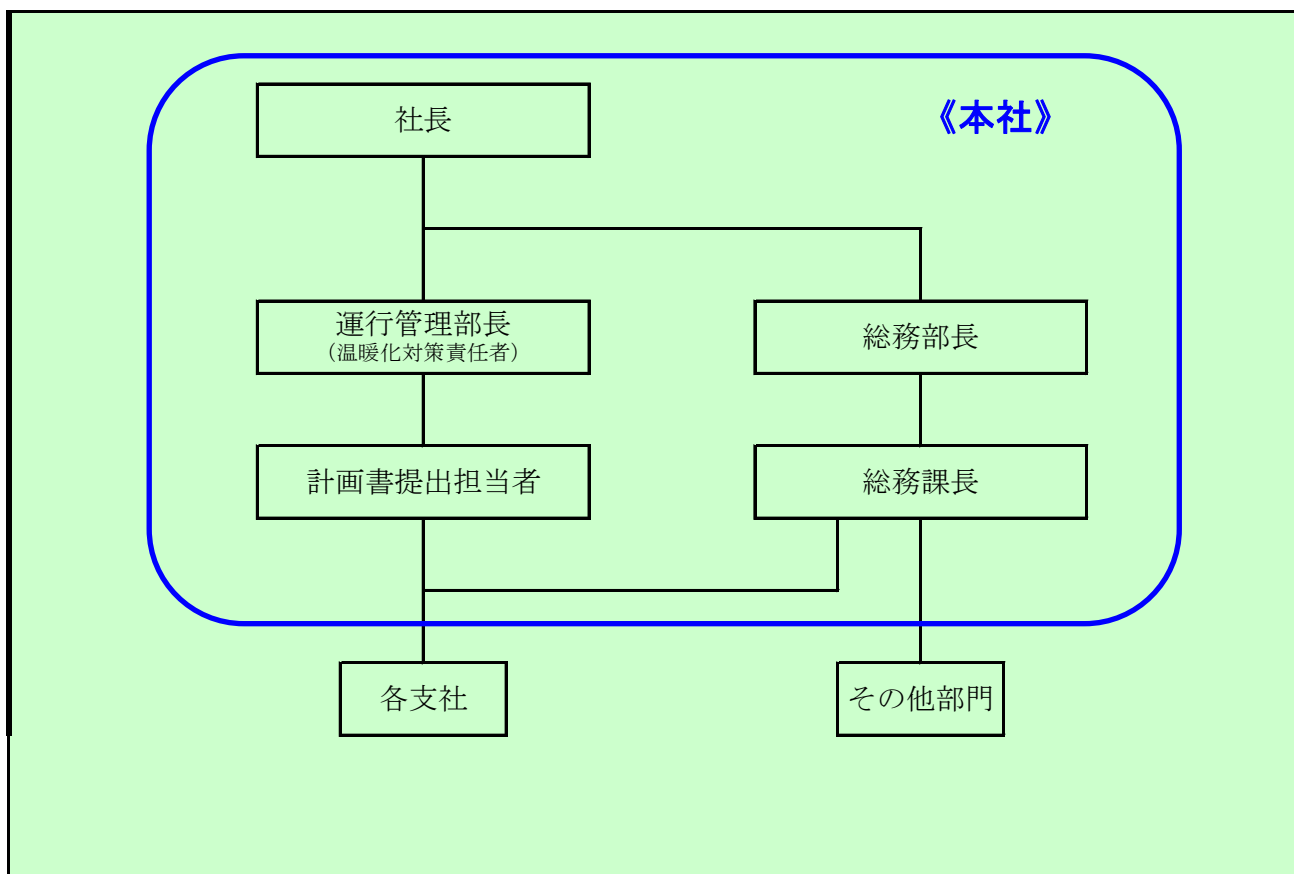 社長
《本社》
運行管理部長
（温暖化対策責任者）
総務部長
計画書提出担当者
総務課長
各支社
その他部門